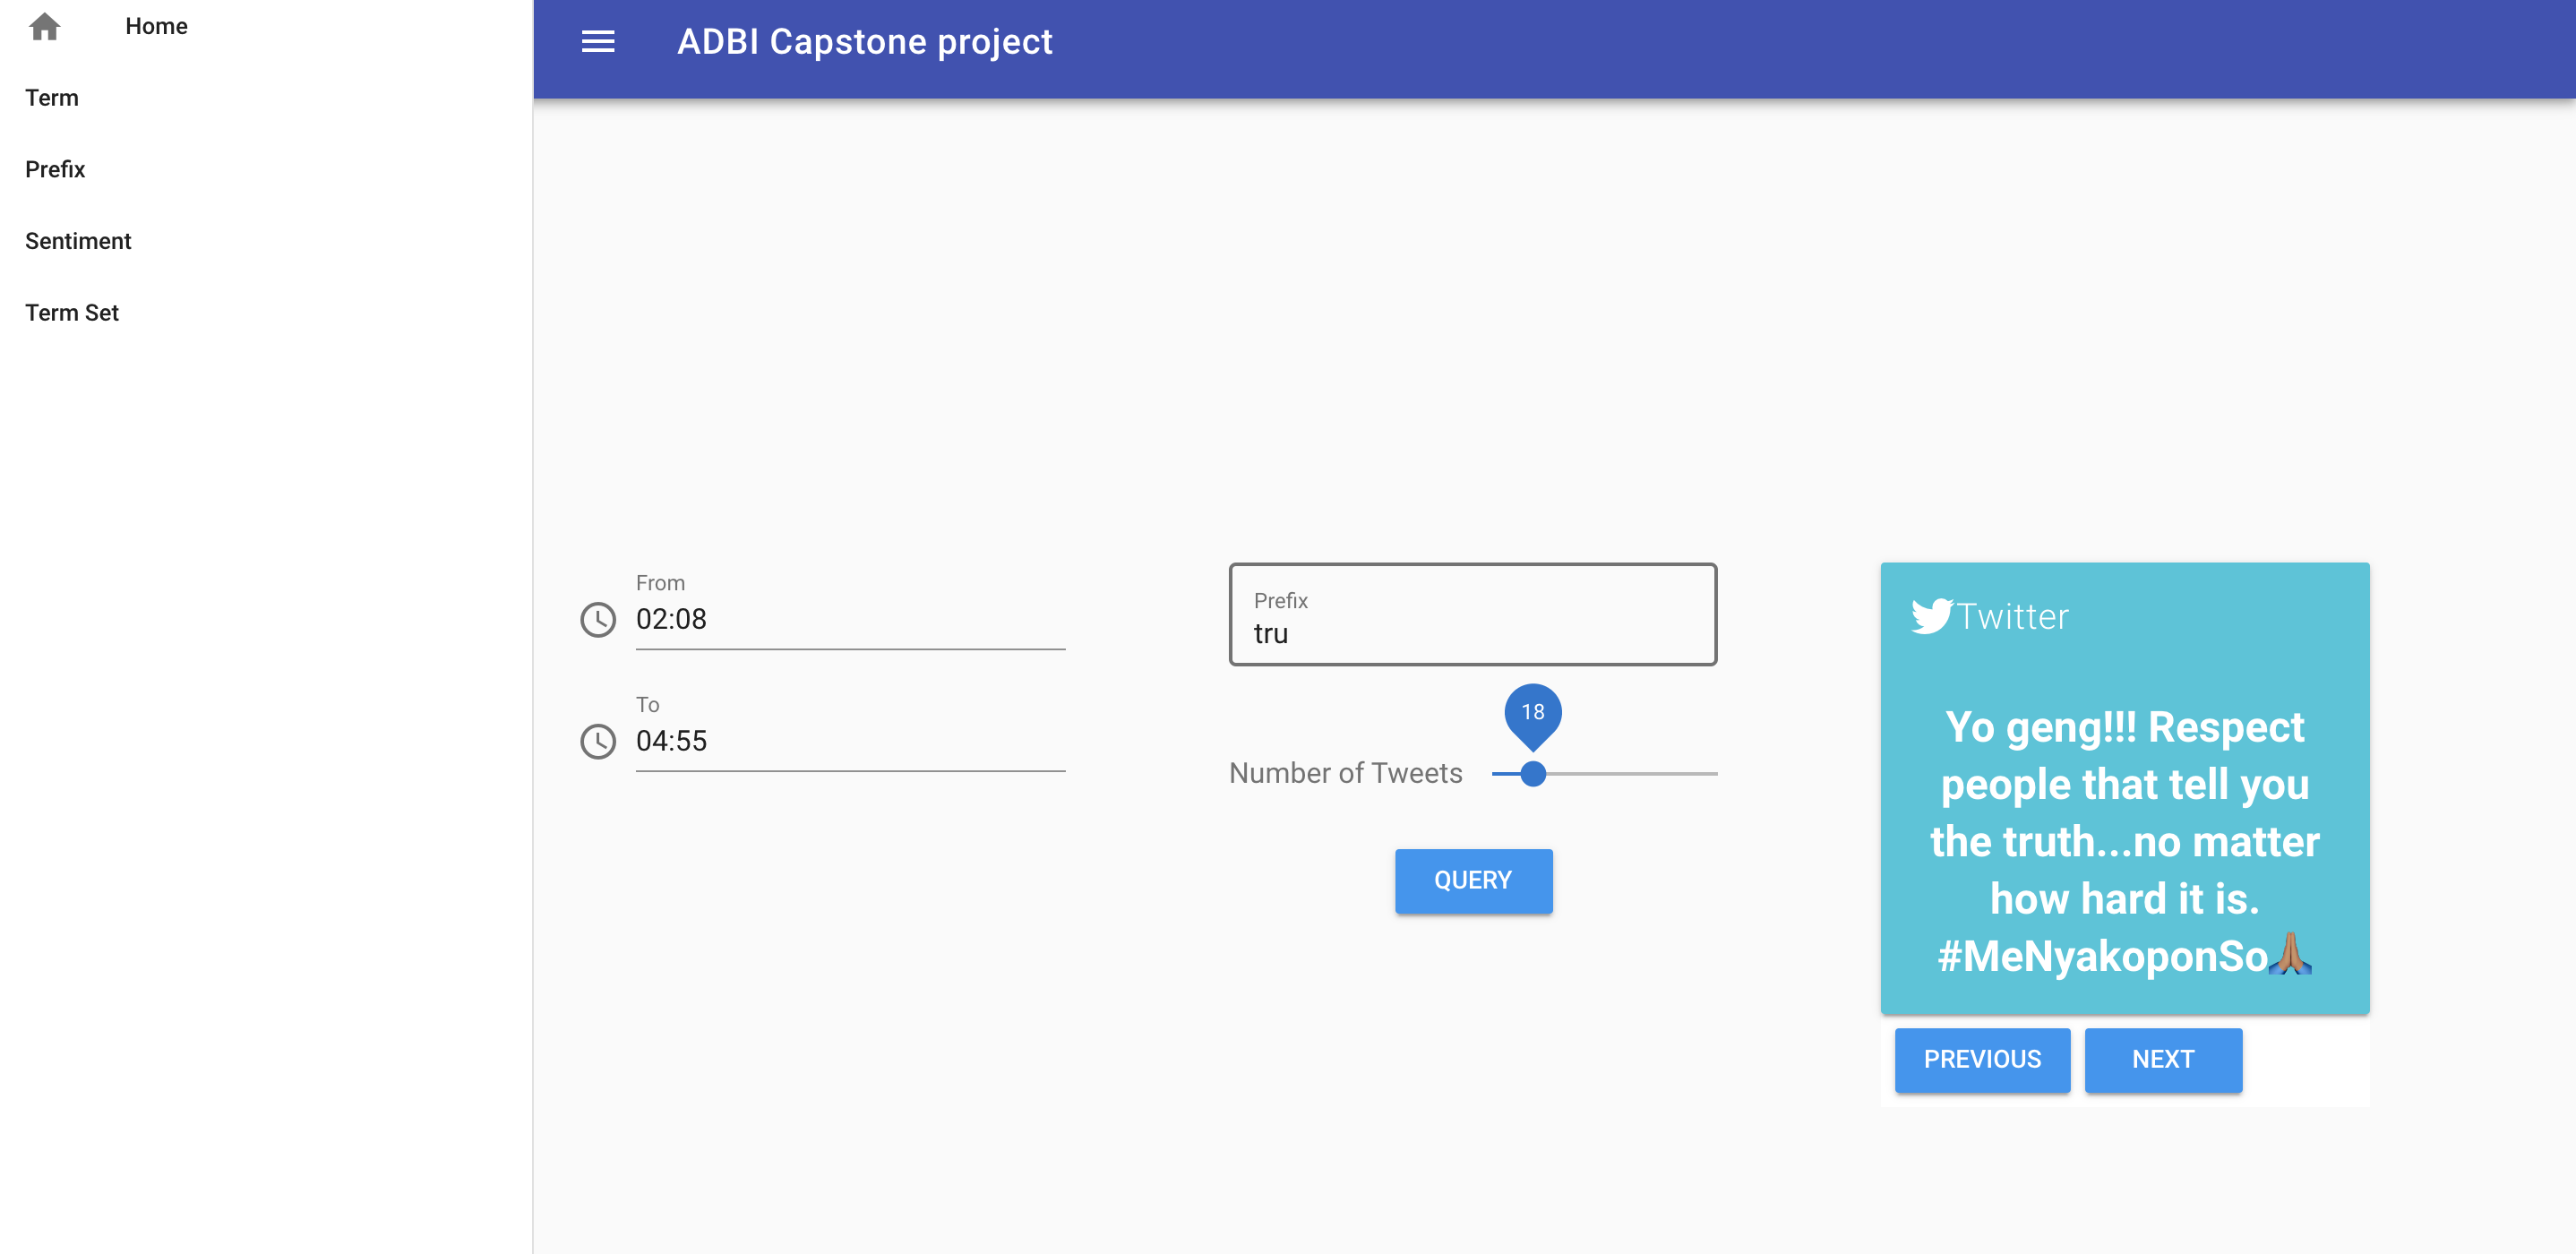 Home
Term
Prefix
Sentiment
Term Set
ADBI Capstone project
From
02:08
To
04:55
Prefix
tru
18
Number of Tweets
QUERY
Twitter
Yo geng!!! Respect
people that tell you
the truth...no matter
how hard it is.
#MeNyakoponSo🙏🏽
PREVIOUS
NEXT